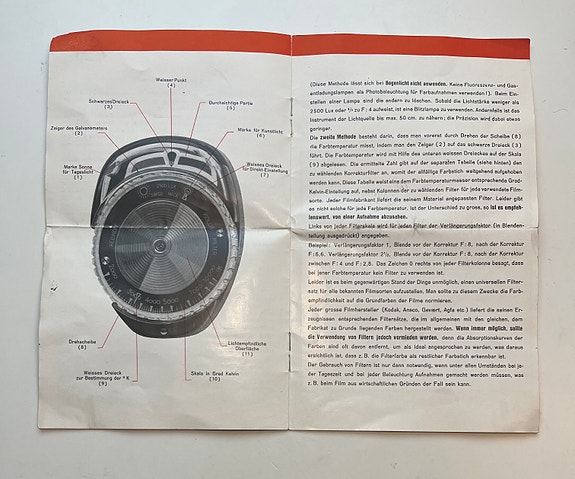 Weisser Punkt
(4)
Schwarzes Dreieck
(3)
Durchsichtige Partie
(5)
Zeiger des Galvanometers
(2)
Marke für Kunstlicht
(6)
Marke Sonne
für Tageslicht
(1)
Weisses Dreieck
für Direkt-Einstellung
(7)
2500 LUX
4000 5000
Drehscheibe
(8)
Lichtempfindliche
Oberfläche
(11)
Weisses Dreieck
zur Bestimmung der °K
(9)
Skala in Grad Kelvin
(10)
(Diese Methode lässt sich bei Bogenlicht nicht anwenden. Keine Fluoreszenz- und Gas-
entladungslampen als Photobeleuchtung für Farbaufnahmen verwenden!). Beim Ein-
stellen einer Lampe sind die andern zu löschen. Sobald die Lichtstärke weniger als
2500 Lux oder 1/50 zu F: 4 aufweist, ist eine Blitzlampe zu verwenden. Andernfalls ist das
Instrument der Lichtquelle bis max. 50 cm. zu nähern; die Präzision wird dabei etwas
geringer.
Die zweite Methode besteht darin, dass man vorerst durch Drehen der Scheibe (8)
die Farbtemperatur misst, indem man den Zeiger (2) auf das schwarze Dreieck (3)
führt. Die Farbtemperatur wird mit Hilfe des unteren weissen Dreieckes auf der Skala
(9) abgelesen. Die ermittelte Zahl gibt auf der separaten Tabelle (siehe hinten) den
zu wählenden Korrekturfilter an, womit der allfällige Farbstich weitgehend aufgehoben
werden kann. Diese Tabelle weist eine dem Farbtemperaturmesser entsprechende Grad-
Kelvin-Einteilung auf, nebst Kolonnen der zu wählenden Filter für jede verwendete Film-
sorte. Jeder Filmfabrikant liefert die seinem Material angepassten Filter. Leider gibt
es nicht solche für jede Farbtemperatur, ist der Unterschied zu gross, so ist es empfeh-
lenswert, von einer Aufnahme abzusehen.
Links von jeder Filterskala wird für jeden Filter der Verlängerungsfaktor (in Blenden-
teilung ausgedrückt) angegeben.
Beispiel: Verlängerungsfaktor 1, Blende vor der Korrektur F: 8, nach der Korrektur
F: 5,6. Verlängerungsfaktor 2½, Blende vor der Korrektur F: 8, nach der Korrektur
zwischen F: 4 und F: 2,8. Das Zeichen 0 rechts von jeder Filterkolonne besagt, dass
bei jener Farbtemperatur kein Filter zu verwenden ist.
Leider ist es beim gegenwärtigen Stand der Dinge unmöglich, einen universellen Filter-
satz für alle bekannten Filmsorten aufzustellen. Man sollte zu diesem Zwecke die Farb-
empfindlichkeit auf die Grundfarben der Filme normieren.
Jeder grosse Filmhersteller (Kodak, Ansco, Gevaert, Agfa etc.) liefert die seinen Er-
zeugnissen entsprechenden Filtersätze, die im allgemeinen mit den gleichen, dem
Fabrikat zu Grunde liegenden Farben hergestellt werden. Wenn immer möglich, sollte
die Verwendung von Filtern jedoch vermieden werden, denn die Absorptionskurven der
Farben sind oft davon entfernt, um als ideal angesprochen zu werden, was daraus
ersichtlich ist, dass z. B. die Filterfarbe als restlicher Farbstich erkennbar ist.
Der Gebrauch von Filtern ist nur dann notwendig, wenn unter allen Umständen bei je-
der Tageszeit und bei jeder Beleuchtung Aufnahmen gemacht werden müssen, was
z. B. beim Film aus wirtschaftlichen Gründen der Fall sein kann.